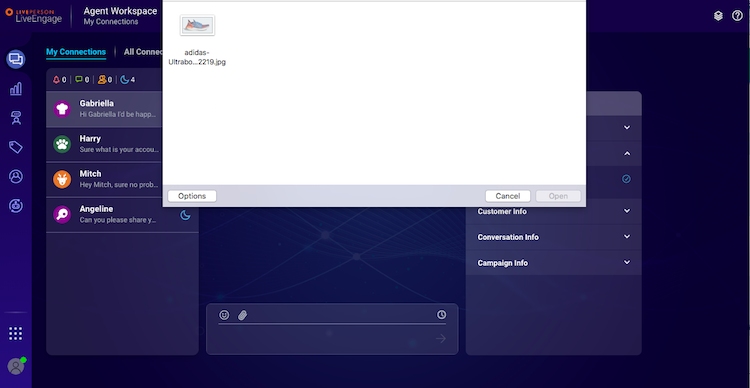 LIVEPERSON
LiveEngage
Agent Workspace
My Connections
My Connections
All Connec
0
0
0
4
Gabriella
Hi Gabriella I'd be happ...
Harry
Sure what is your accou...
Mitch
Hey Mitch, sure no prob...
Angeline
Can you please share y...
adidas-
Ultrabo...2219.jpg
Options
Cancel
Open
Customer Info
Conversation Info
Campaign Info